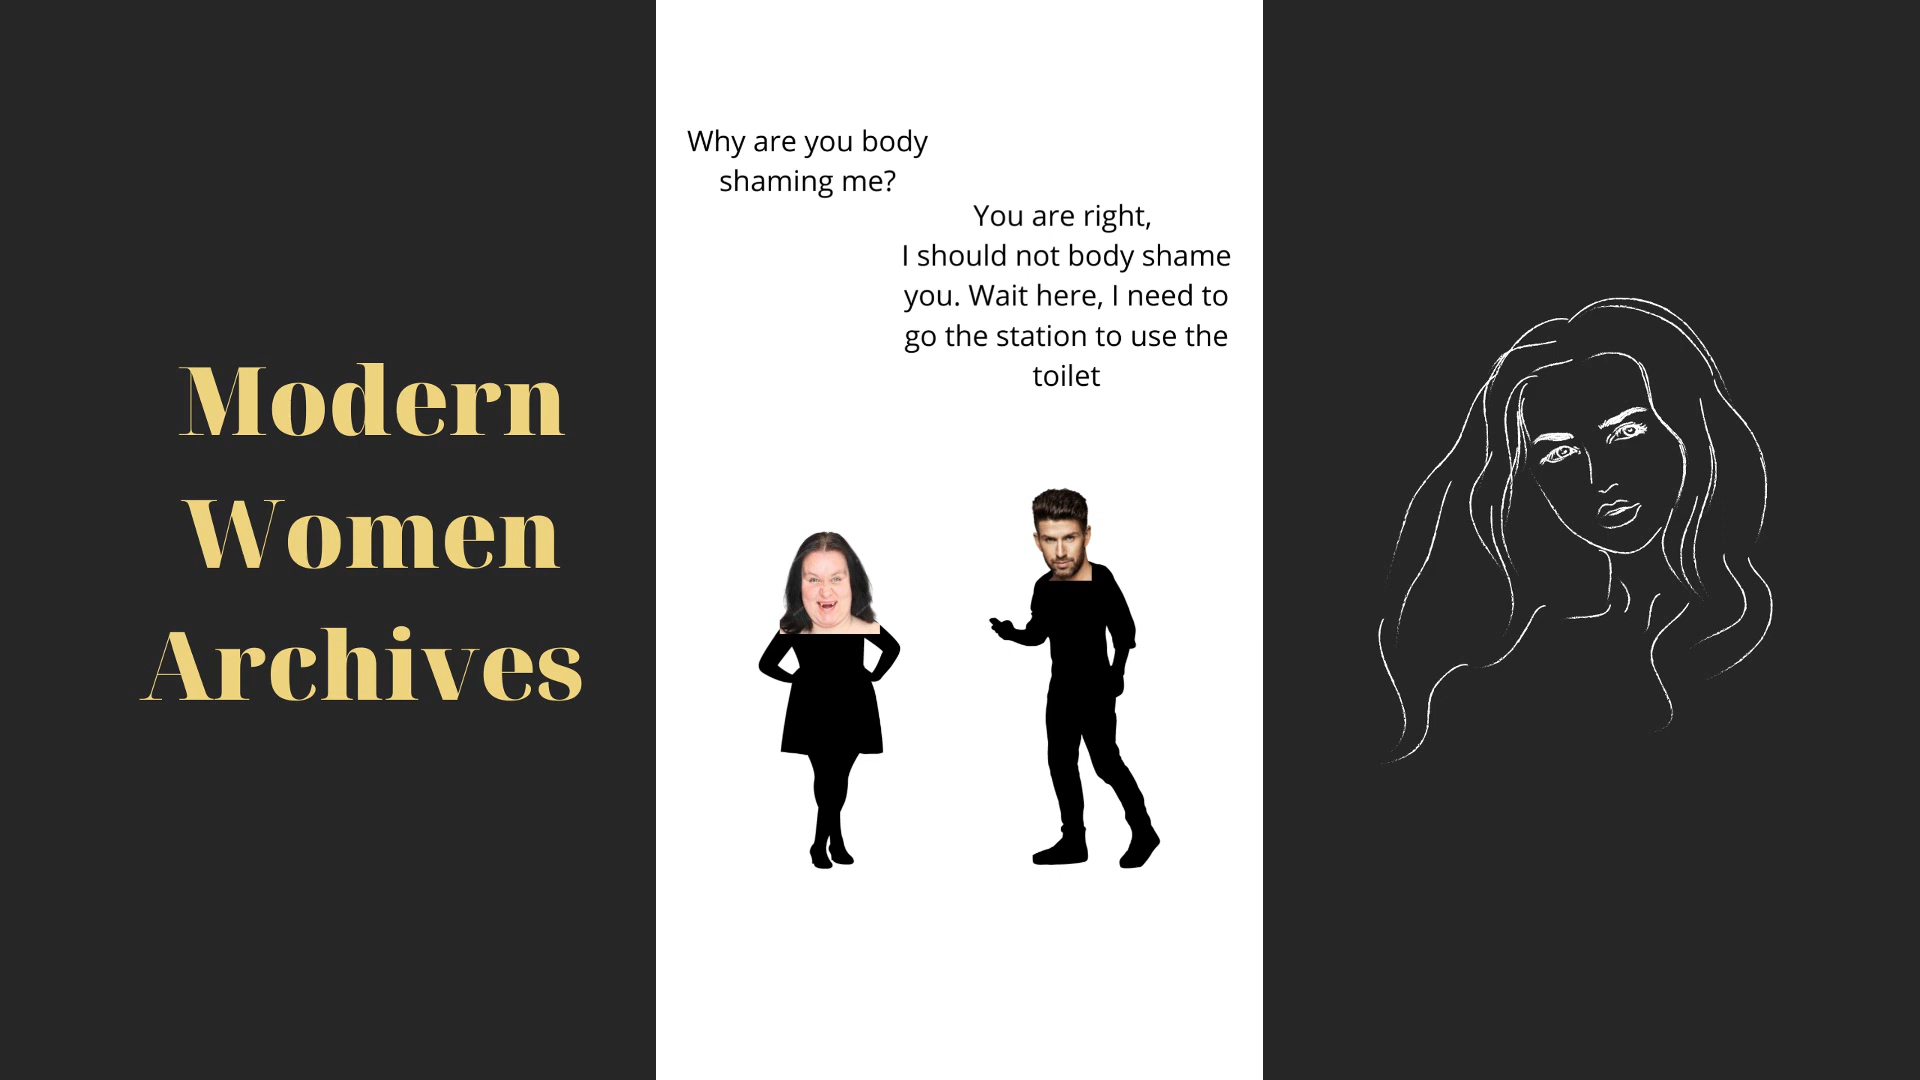 Modern
Women
Archives
Why are you body
shaming me?
You are right,
I should not body shame
you. Wait here, I need to
go the station to use the
toilet